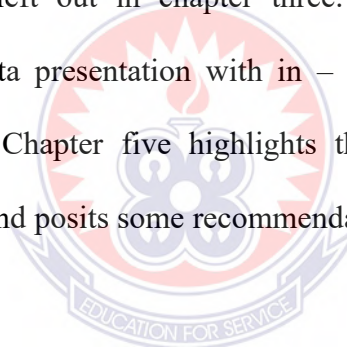 left out in chapter three.
ta presentation with in –
Chapter five highlights th
nd posits some recommenda
EDUCATION FOR SERVICE